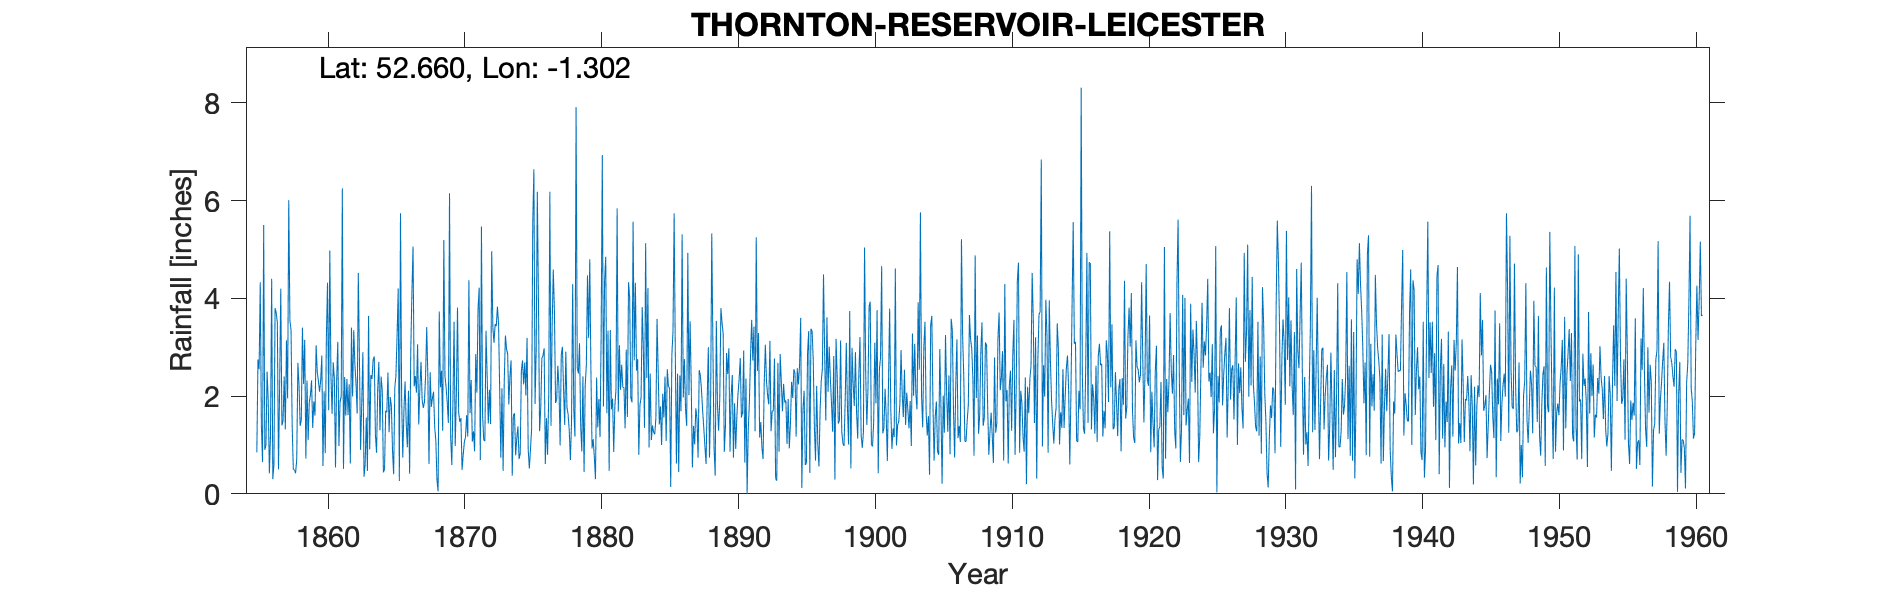 THORNTON-RESERVOIR-LEICESTER
Lat: 52.660, Lon: -1.302
8
6
4
2
0
Rainfall [inches]
1860 1870 1880 1890 1900 1910 1920 1930 1940 1950 1960
Year